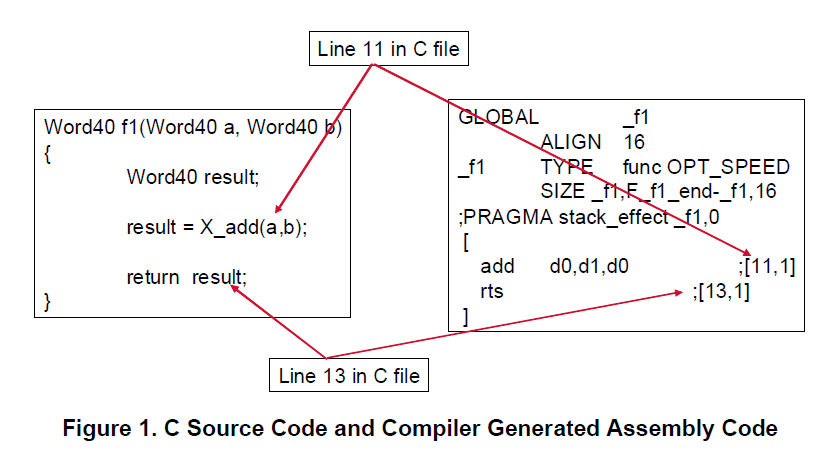 Line 11 in C file
Word40 f1(Word40 a, Word40 b)
{
Word40 result;
result = X_add(a,b);
return result;
}
GLOBAL _f1
ALIGN 16
_f1 TYPE func OPT_SPEED
SIZE _f1,F_f1_end-_f1,16
;PRAGMA stack_effect _f1,0
[
add d0,d1,d0 ;[11,1]
rts ;[13,1]
]
Line 13 in C file
Figure 1. C Source Code and Compiler Generated Assembly Code